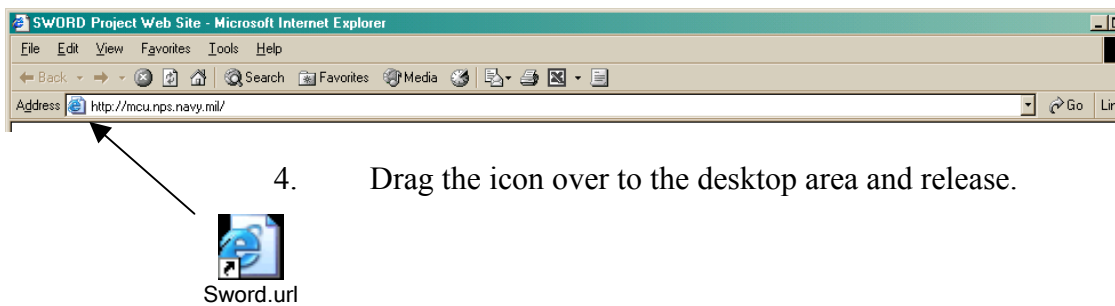 SWORD Project Web Site - Microsoft Internet Explorer
File Edit View Favorites Tools Help
Back Search Favorites Media
Address http://mcu.nps.navy.mil/ Go
4. Drag the icon over to the desktop area and release.
Sword.url